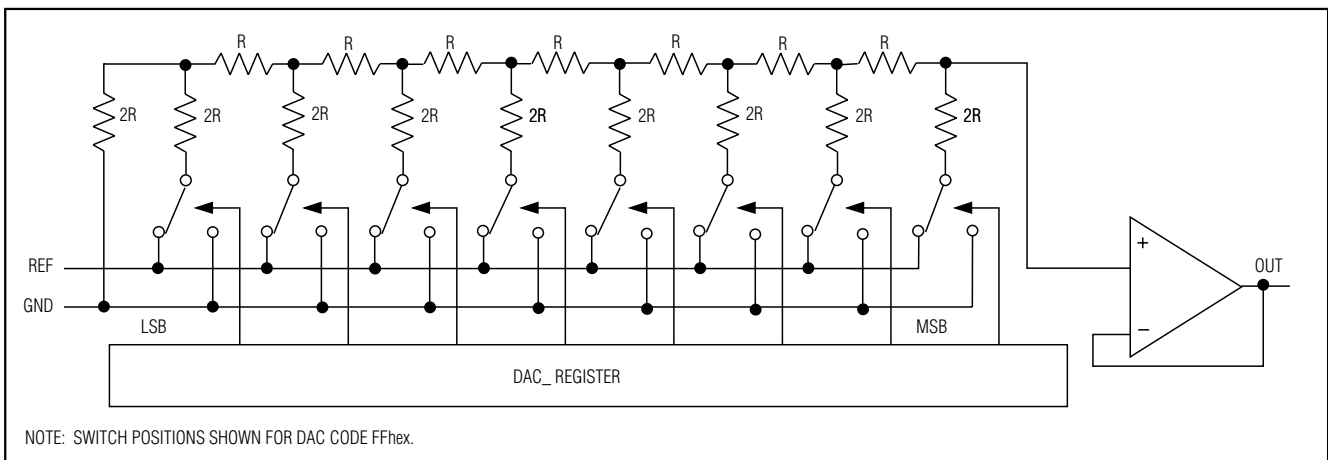 R R R R R R R
2R 2R 2R 2R 2R 2R 2R 2R 2R
REF
OUT
+
GND
LSB MSB
−
DAC_ REGISTER
NOTE: SWITCH POSITIONS SHOWN FOR DAC CODE FFhex.